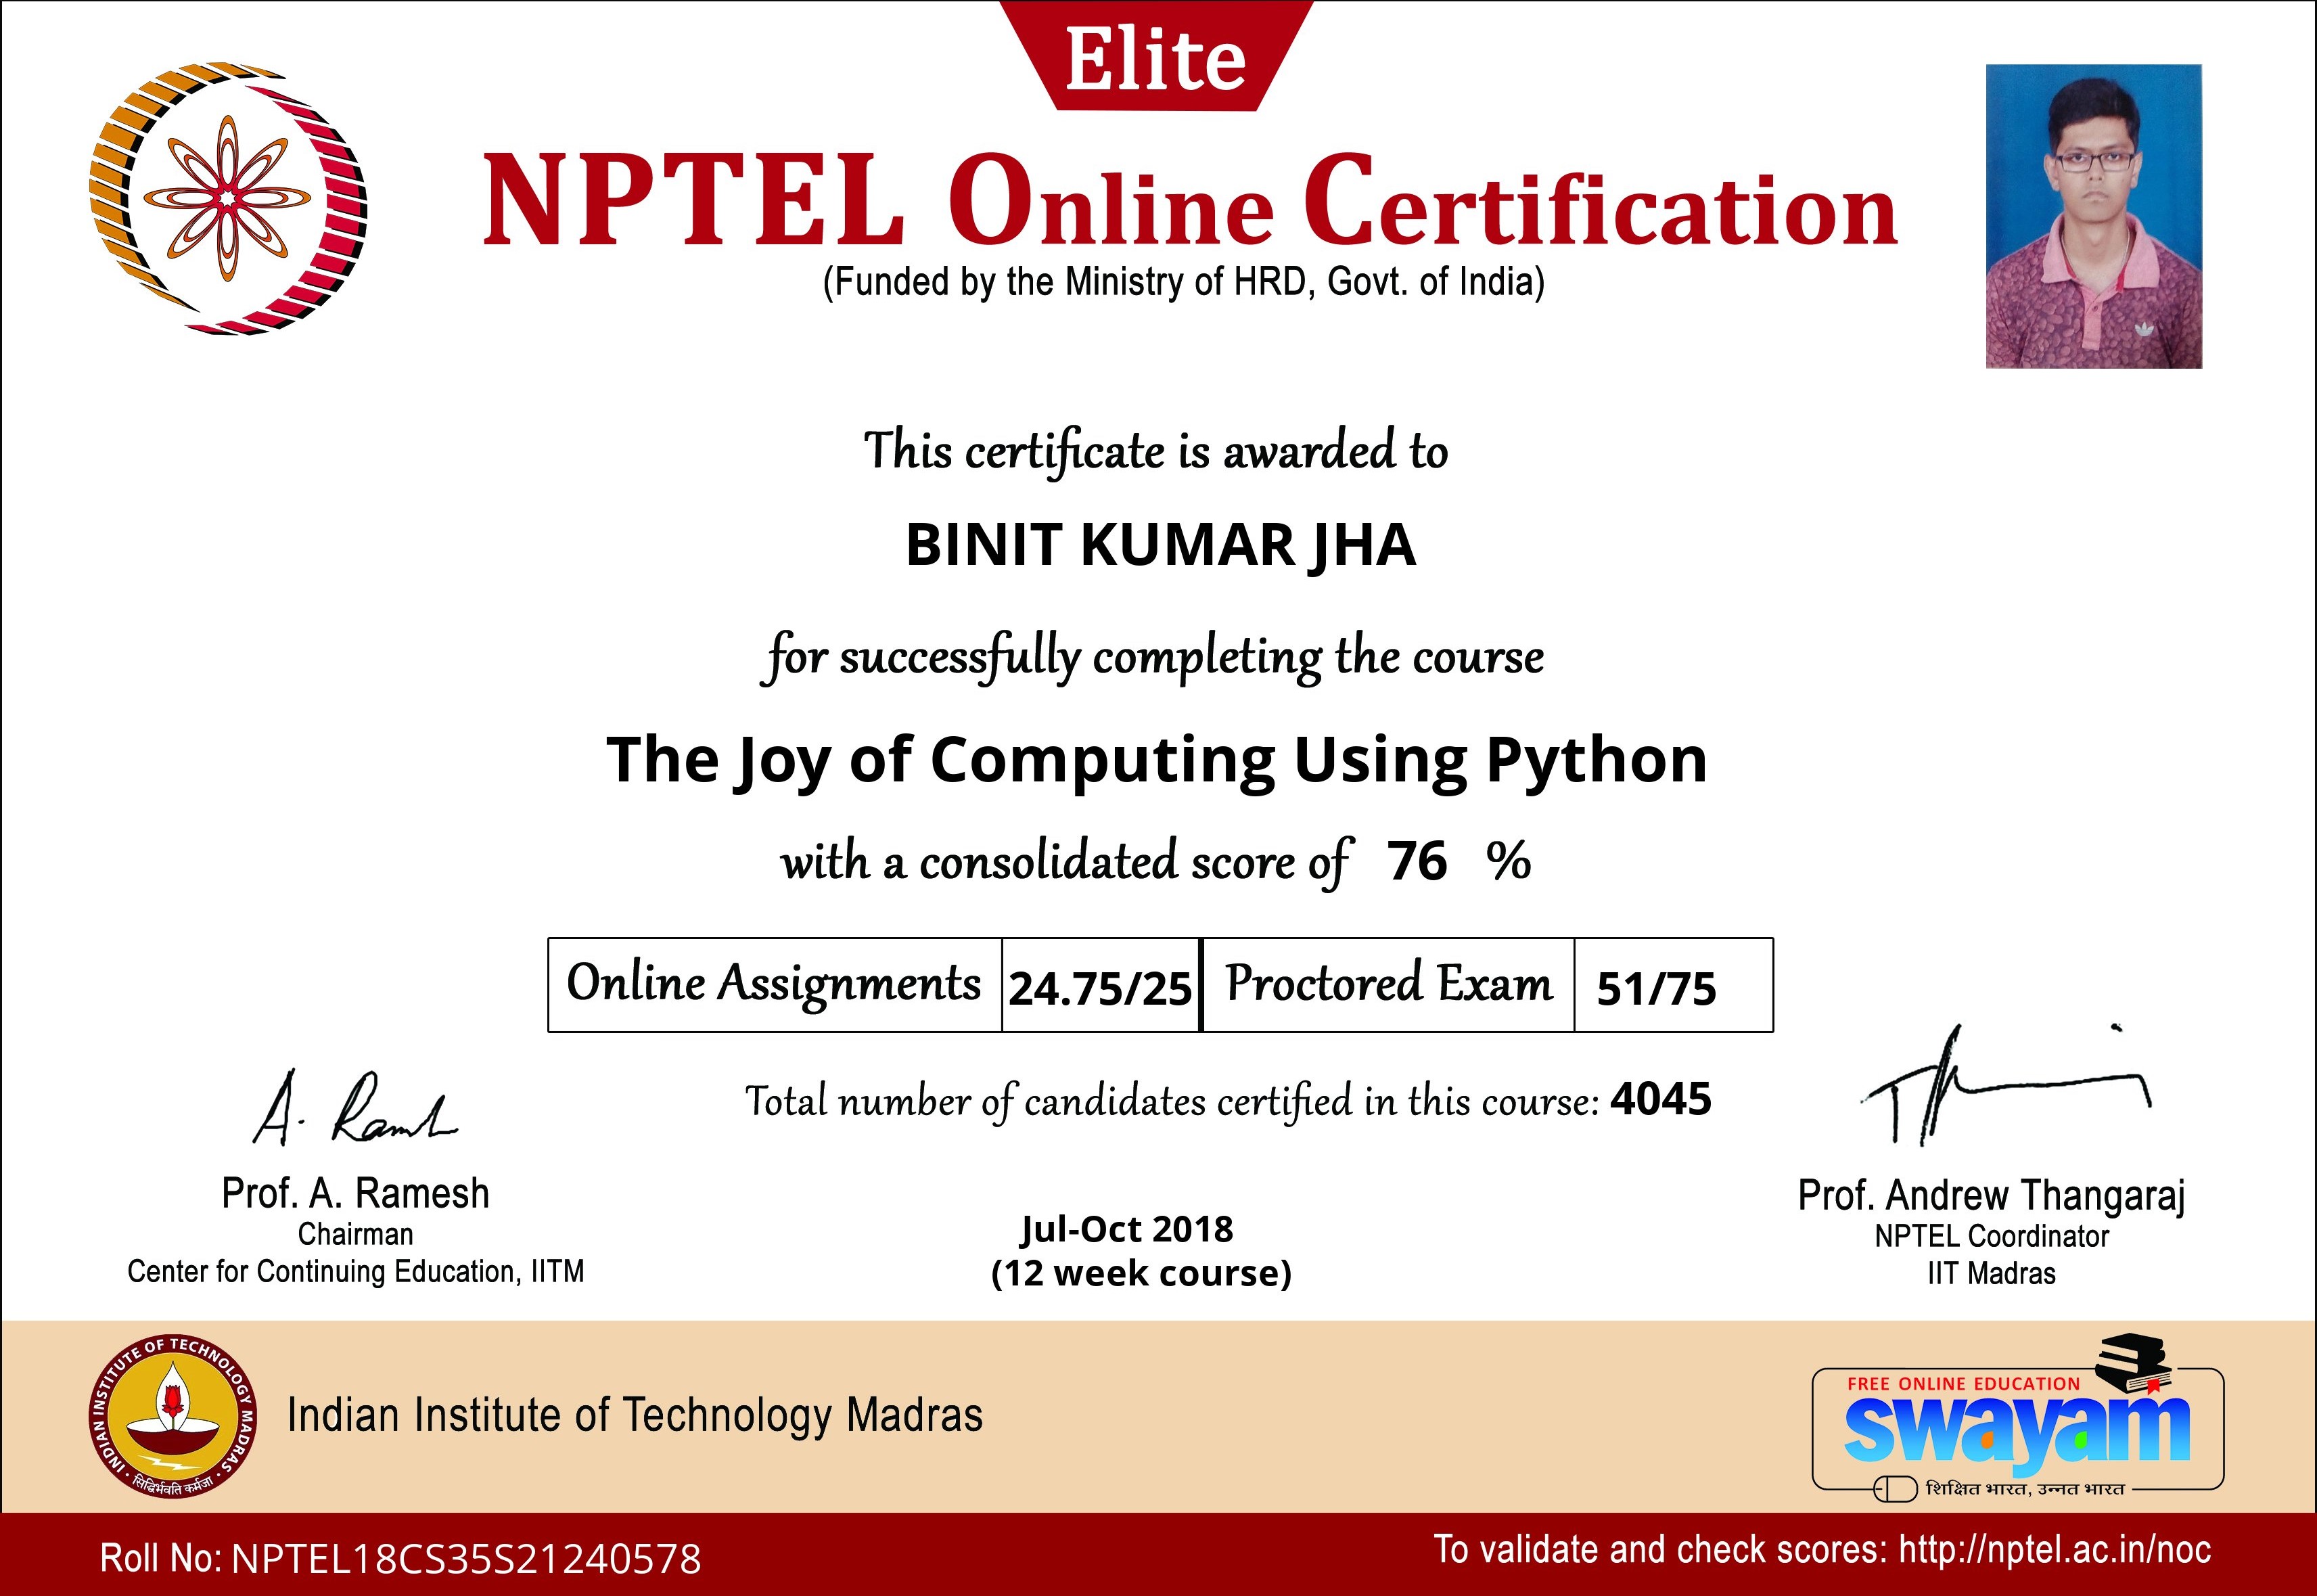 Elite
NPTEL Online Certification
(Funded by the Ministry of HRD, Govt. of India)
This certificate is awarded to
BINIT KUMAR JHA
for successfully completing the course
The Joy of Computing Using Python
with a consolidated score of 76 %
Online Assignments 24.75/25 Proctored Exam 51/75
Total number of candidates certified in this course: 4045
A. Ramesh
Prof. A. Ramesh
Chairman
Center for Continuing Education, IITM
Jul-Oct 2018
(12 week course)
Prof. Andrew Thangaraj
NPTEL Coordinator
IIT Madras
INDIAN INSTITUTE OF TECHNOLOGY MADRAS
सिद्धिर्भवति कर्मजा
Indian Institute of Technology Madras
FREE ONLINE EDUCATION
swayam
शिक्षित भारत, उन्नत भारत
Roll No: NPTEL18CS35S21240578
To validate and check scores: http://nptel.ac.in/noc